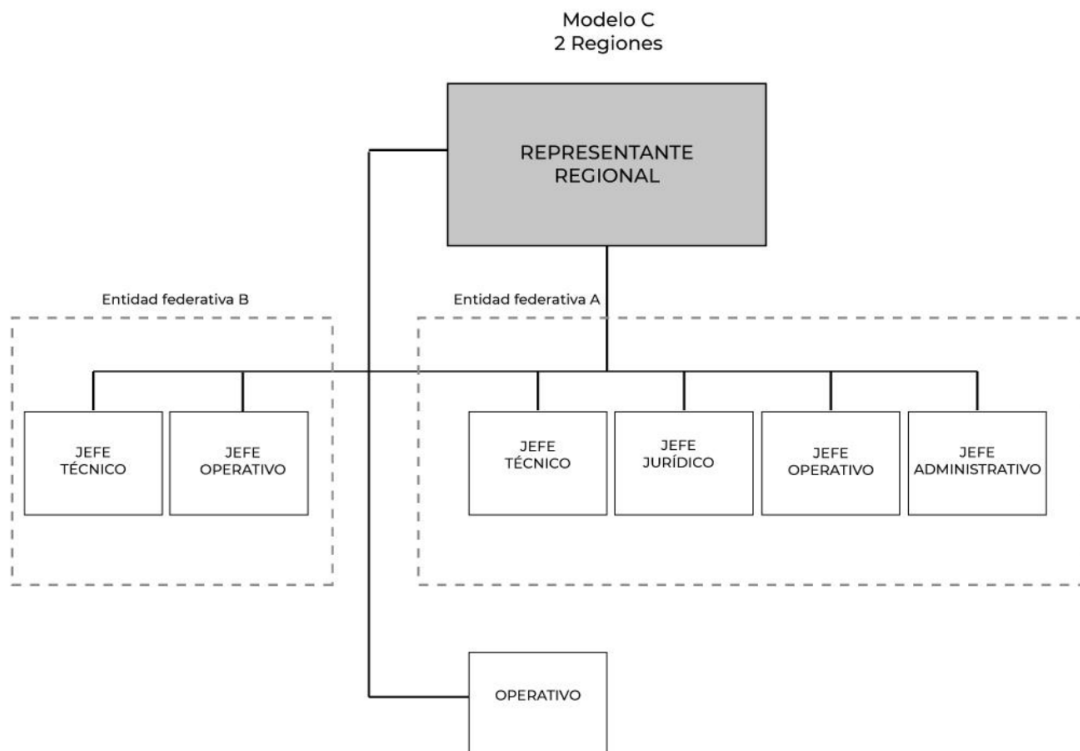 Modelo C
2 Regiones
REPRESENTANTE
REGIONAL
Entidad federativa B
Entidad federativa A
JEFE
TÉCNICO
JEFE
OPERATIVO
JEFE
TÉCNICO
JEFE
JURÍDICO
JEFE
OPERATIVO
JEFE
ADMINISTRATIVO
OPERATIVO